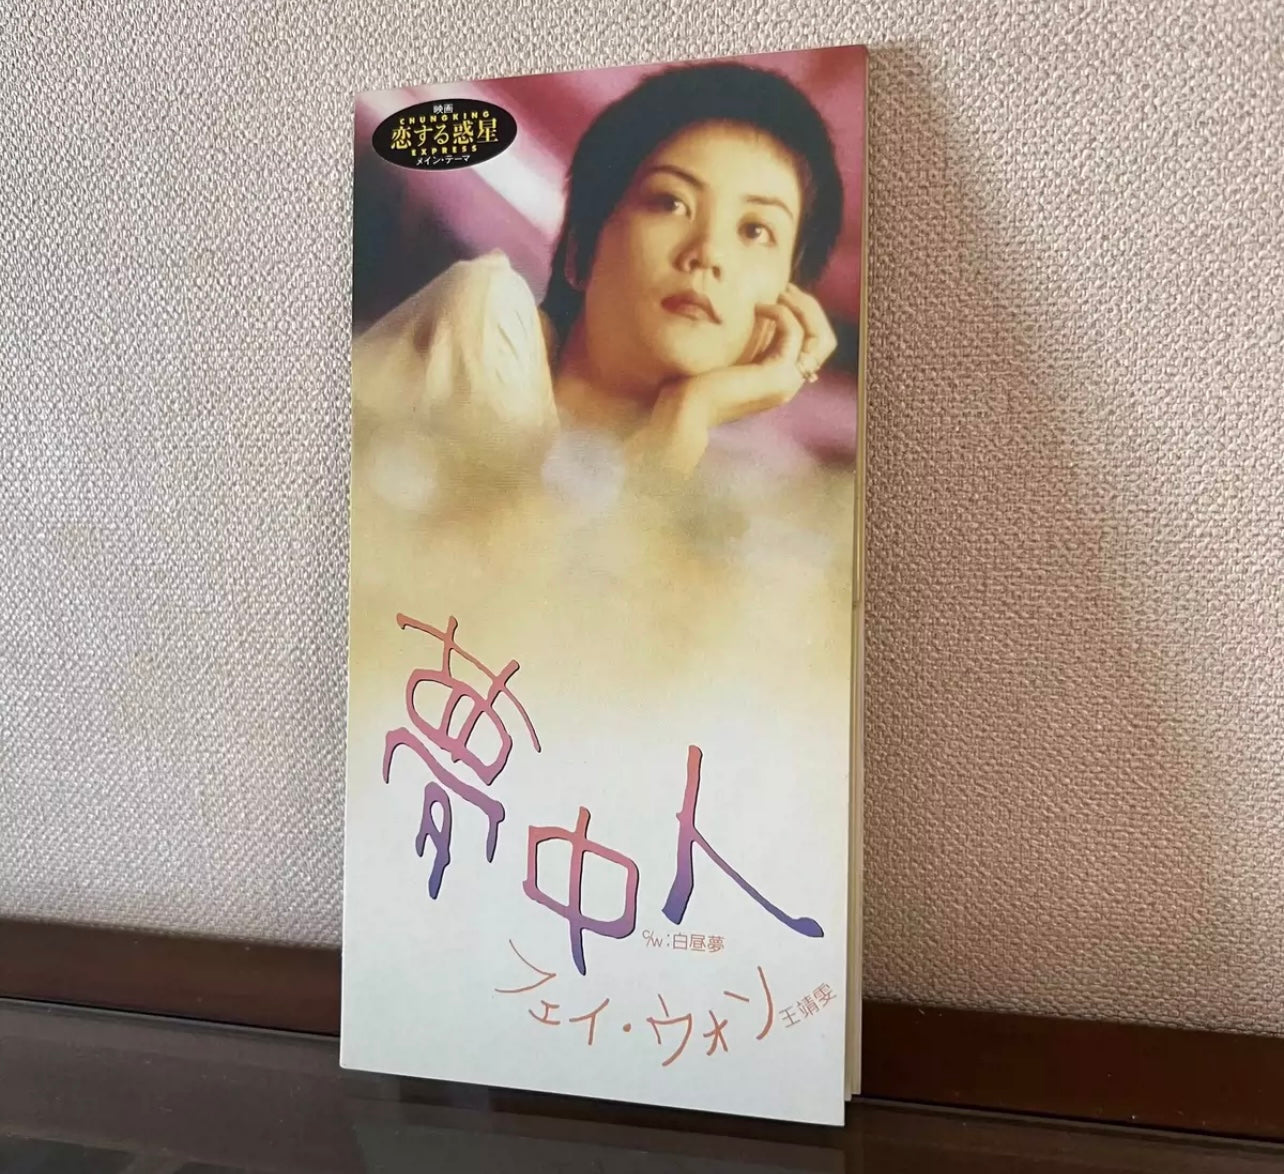 映画
CHUNGKING
恋する惑星
EXPRESS
メイン・テーマ
夢中人
c/w:白昼夢
フェイ・ウォン
王靖雯